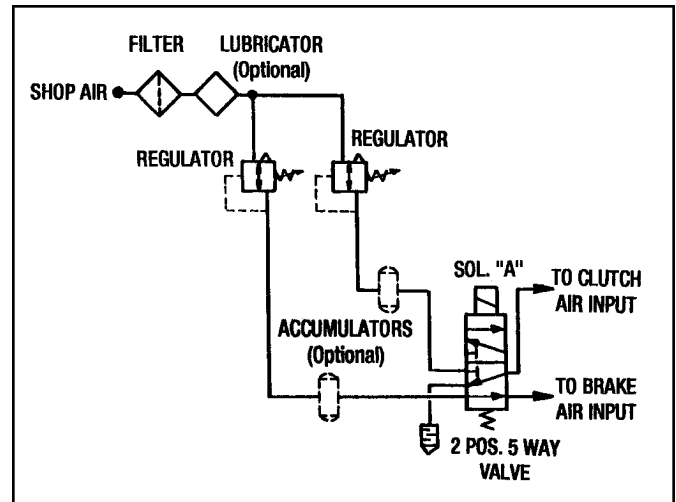 FILTER
LUBRICATOR
(Optional)
SHOP AIR
REGULATOR
REGULATOR
SOL. "A"
TO CLUTCH
AIR INPUT
ACCUMULATORS
(Optional)
TO BRAKE
AIR INPUT
2 POS. 5 WAY
VALVE